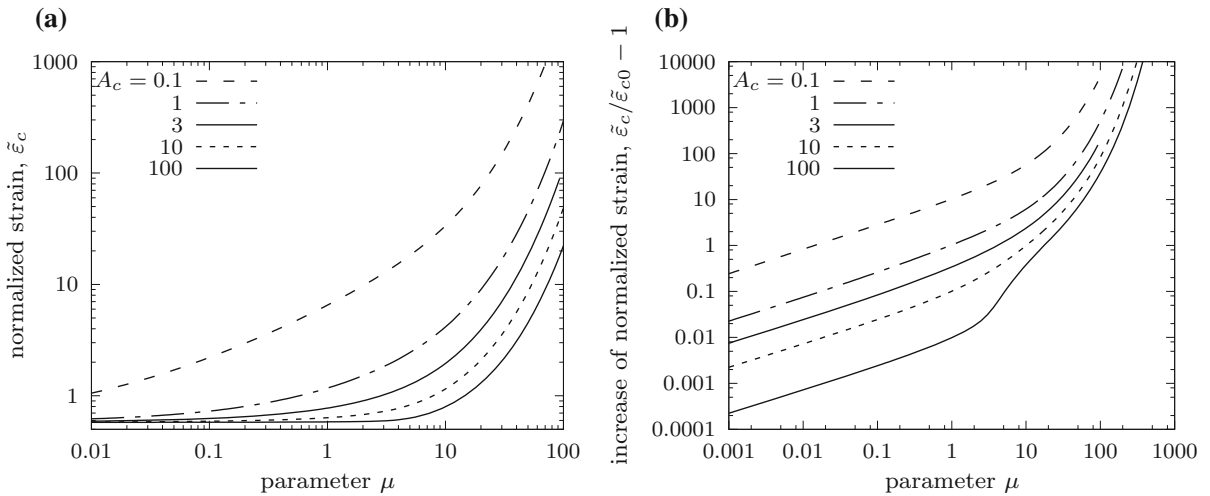 (a)
normalized strain, ε̃c
1000
100
10
1
A_c = 0.1
1
3
10
100
0.01 0.1 1 10 100
parameter μ
(b)
increase of normalized strain, ε̃c/ε̃c0 − 1
10000
1000
100
10
1
0.1
0.01
0.001
0.0001
A_c = 0.1
1
3
10
100
0.001 0.01 0.1 1 10 100 1000
parameter μ